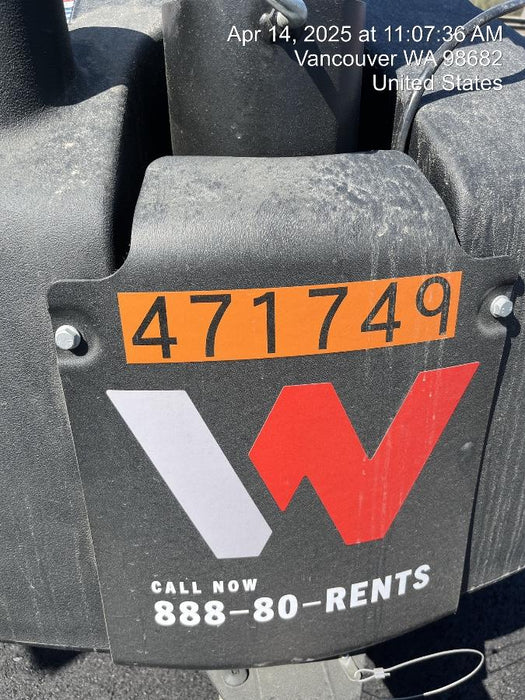 Apr 14, 2025 at 11:07:36 AM
Vancouver WA 98682
United States
471749
W
CALL NOW
888-80-RENTS